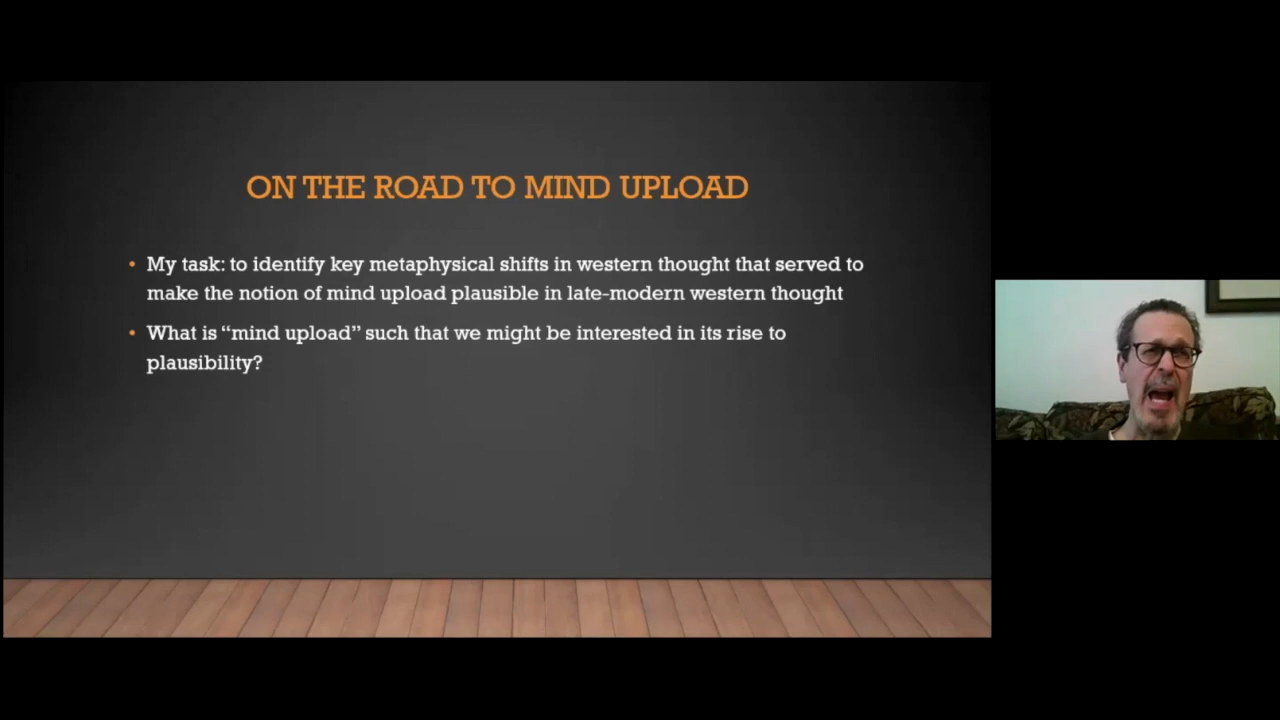 ON THE ROAD TO MIND UPLOAD
• My task: to identify key metaphysical shifts in western thought that served to
make the notion of mind upload plausible in late-modern western thought
• What is “mind upload” such that we might be interested in its rise to
plausibility?